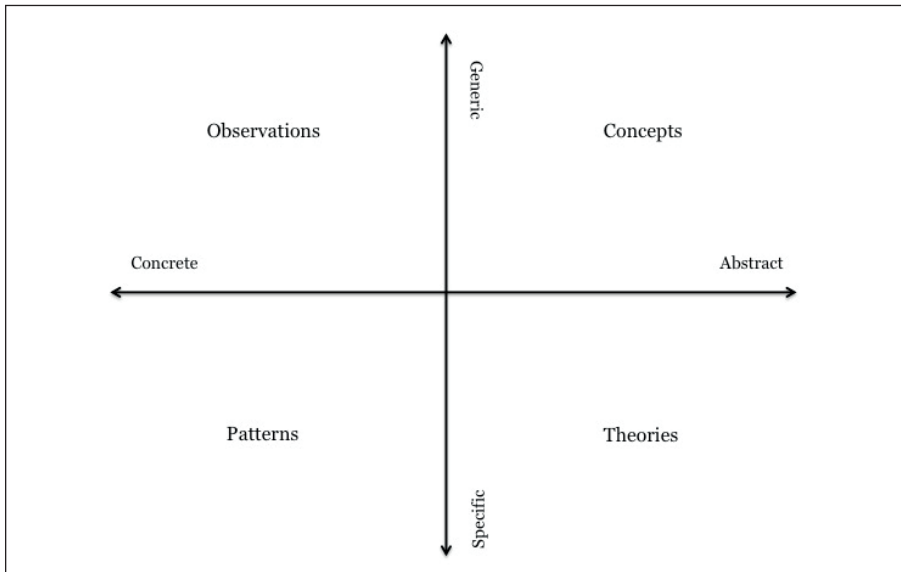 Generic
Observations
Concepts
Concrete
Abstract
Patterns
Theories
Specific